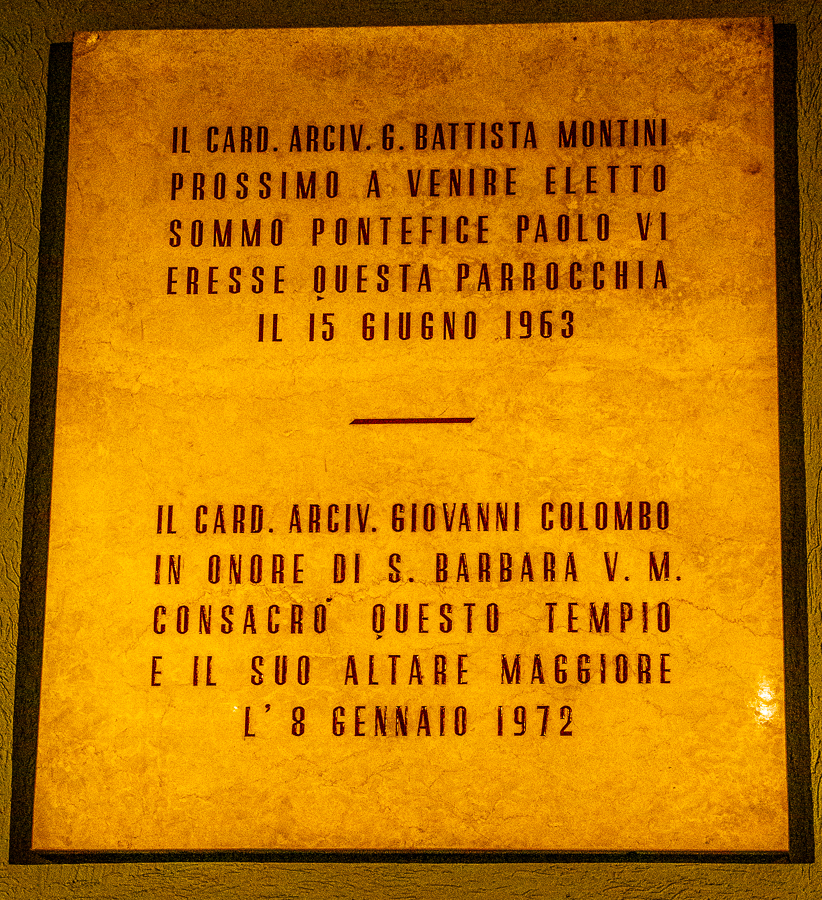 IL CARD. ARCIV. G. BATTISTA MONTINI
PROSSIMO A VENIRE ELETTO
SOMMO PONTEFICE PAOLO VI
ERESSE QUESTA PARROCCHIA
IL 15 GIUGNO 1963
IL CARD. ARCIV. GIOVANNI COLOMBO
IN ONORE DI S. BARBARA V. M.
CONSACRÒ QUESTO TEMPIO
E IL SUO ALTARE MAGGIORE
L' 8 GENNAIO 1972